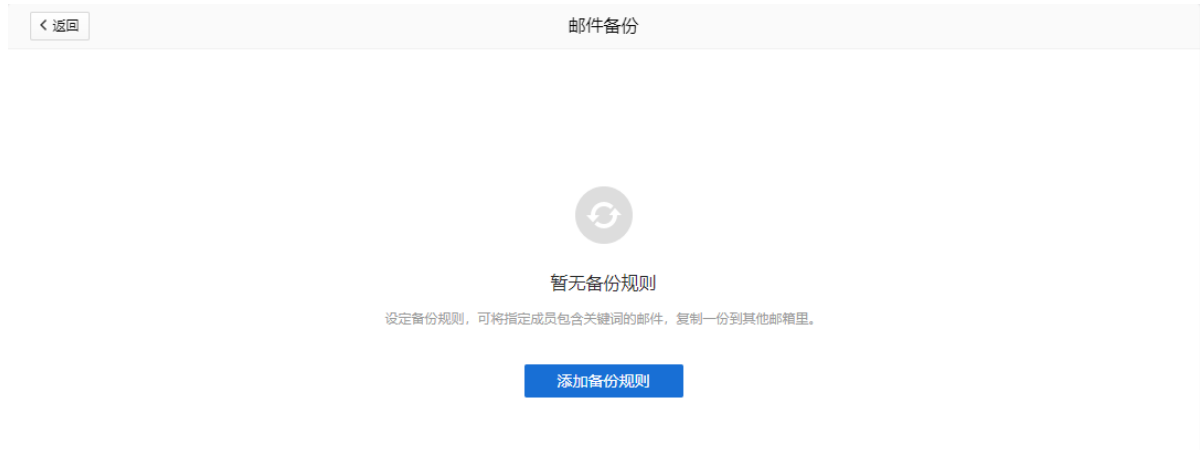 返回
邮件备份
暂无备份规则
设定备份规则，可将指定成员包含关键词的邮件，复制一份到其他邮箱里。
添加备份规则